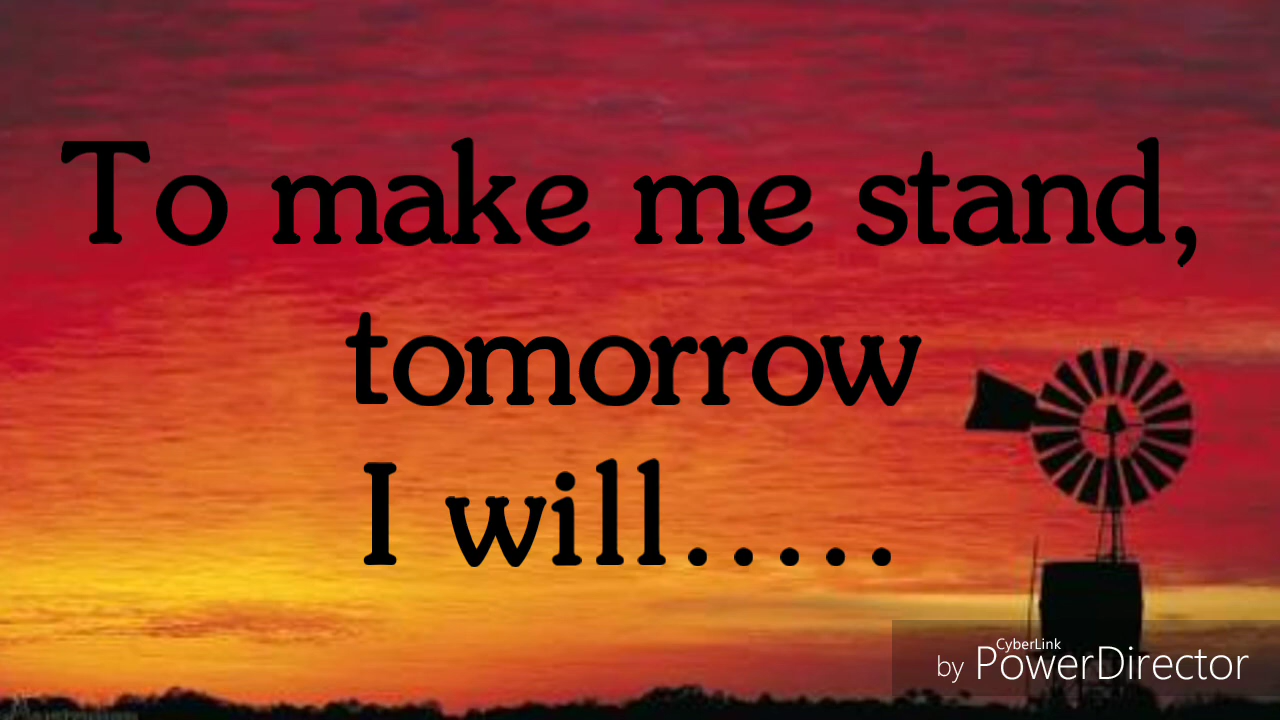 To make me stand,
tomorrow
I will.....
CyberLink
by PowerDirector